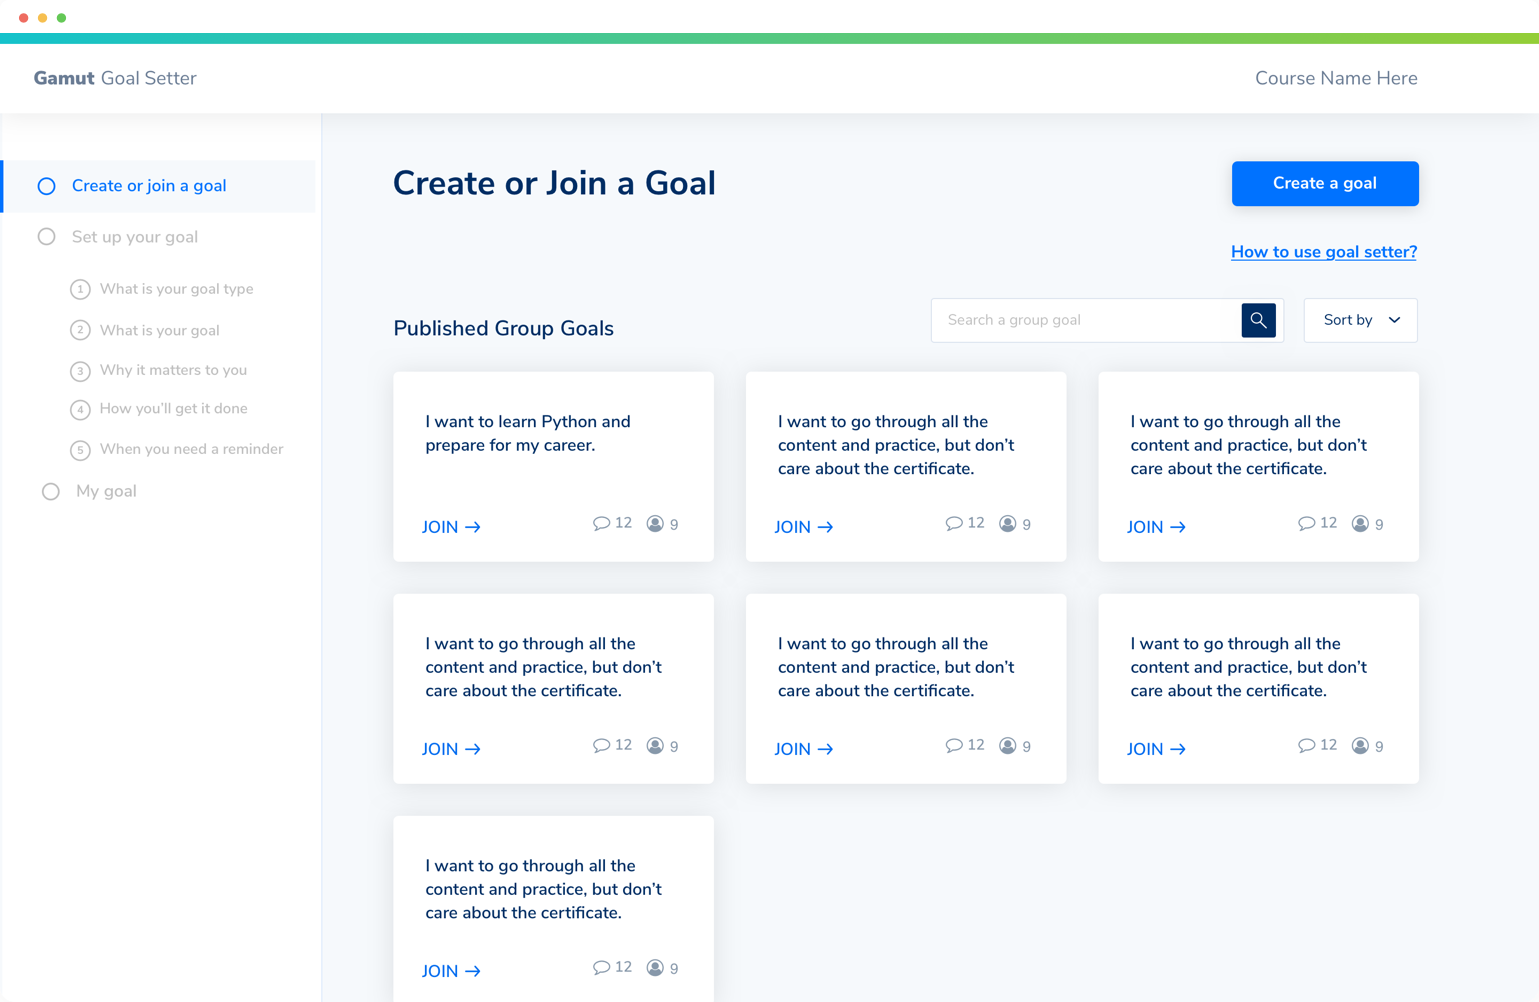 Gamut Goal Setter
Course Name Here
Create or join a goal
Set up your goal
1 What is your goal type
2 What is your goal
3 Why it matters to you
4 How you’ll get it done
5 When you need a reminder
My goal
Create or Join a Goal
Create a goal
How to use goal setter?
Published Group Goals
Search a group goal
Sort by
I want to learn Python and
prepare for my career.
JOIN → 12 9
I want to go through all the
content and practice, but don’t
care about the certificate.
JOIN → 12 9
I want to go through all the
content and practice, but don’t
care about the certificate.
JOIN → 12 9
I want to go through all the
content and practice, but don’t
care about the certificate.
JOIN → 12 9
I want to go through all the
content and practice, but don’t
care about the certificate.
JOIN → 12 9
I want to go through all the
content and practice, but don’t
care about the certificate.
JOIN → 12 9
I want to go through all the
content and practice, but don’t
care about the certificate.
JOIN → 12 9